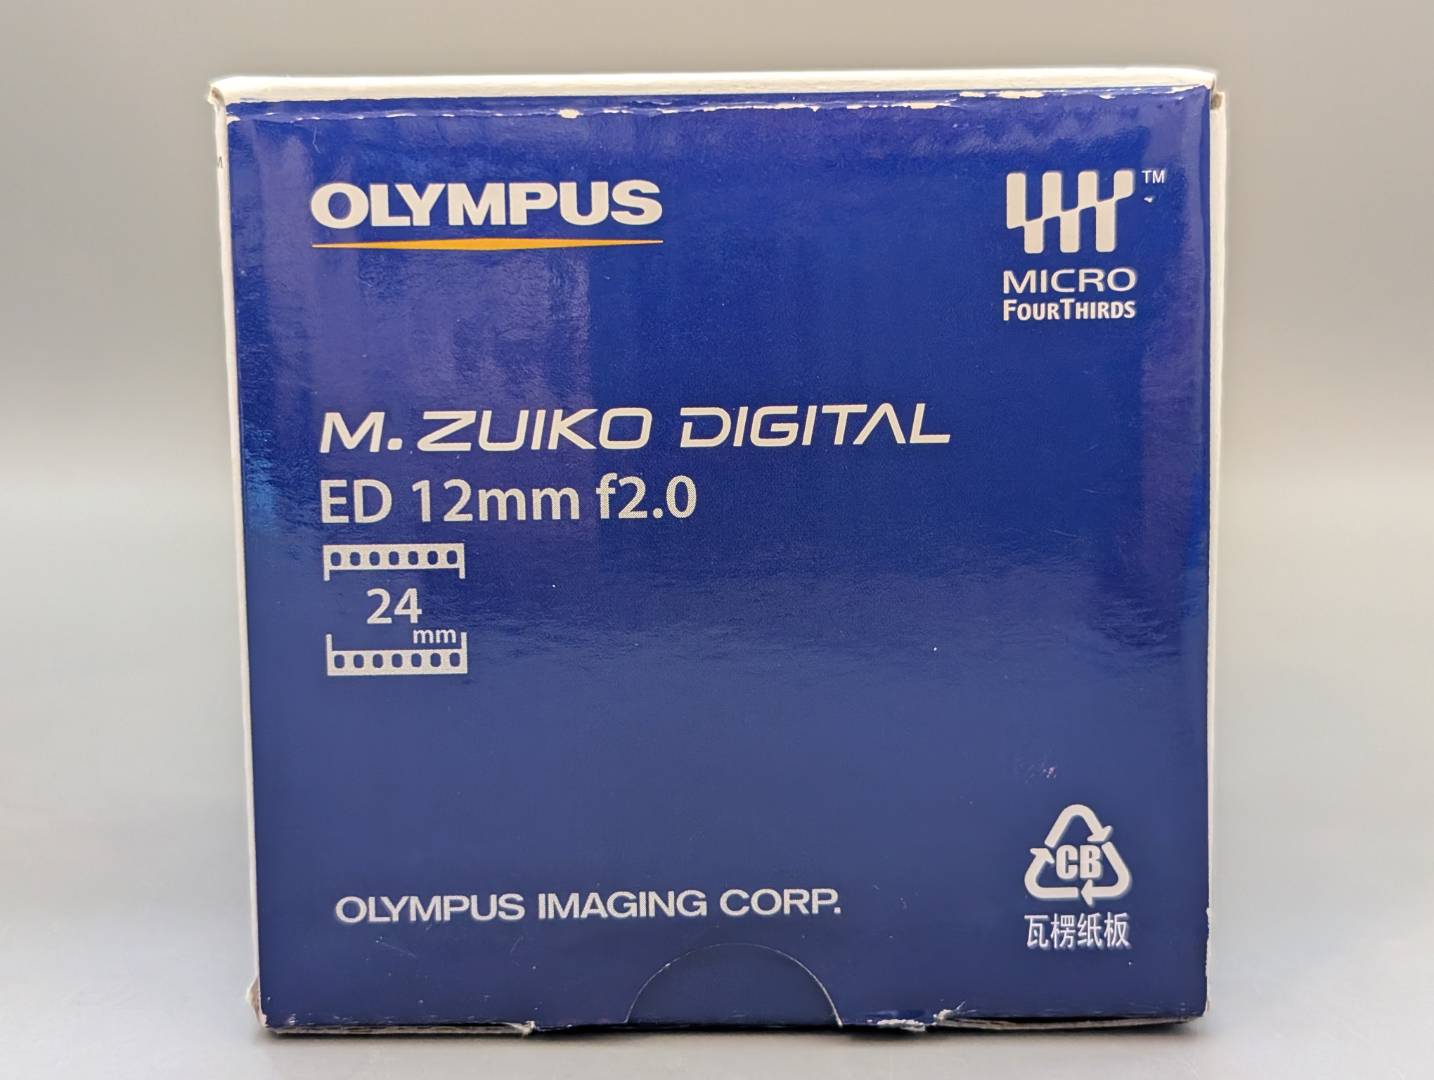 OLYMPUS
TM
MICRO
FOURTHIRDS
M.ZUIKO DIGITAL
ED 12mm f2.0
24
mm
CB
瓦楞纸板
OLYMPUS IMAGING CORP.